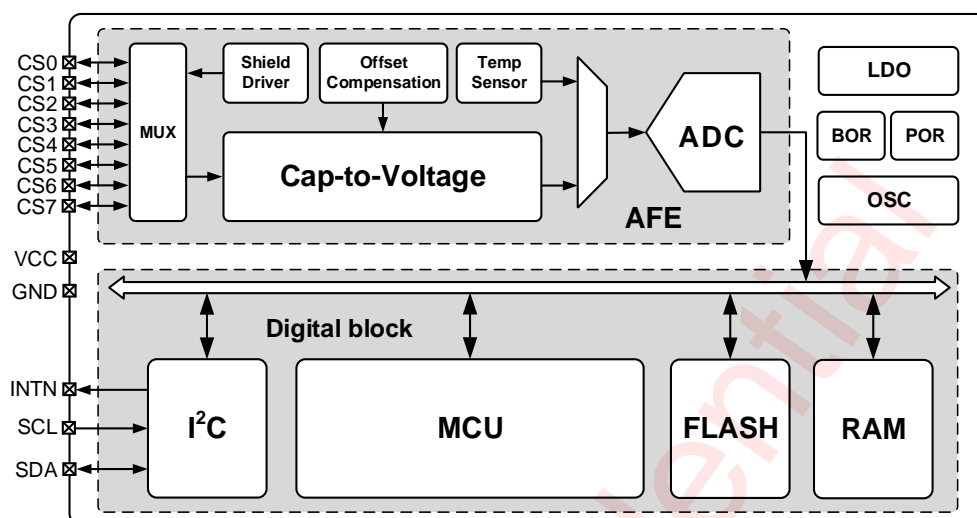 CS0
CS1
CS2
CS3
CS4
CS5
CS6
CS7
VCC
GND
INTN
SCL
SDA
MUX
Shield
Driver
Offset
Compensation
Temp
Sensor
Cap-to-Voltage
ADC
AFE
LDO
BOR
POR
OSC
Digital block
I²C
MCU
FLASH
RAM